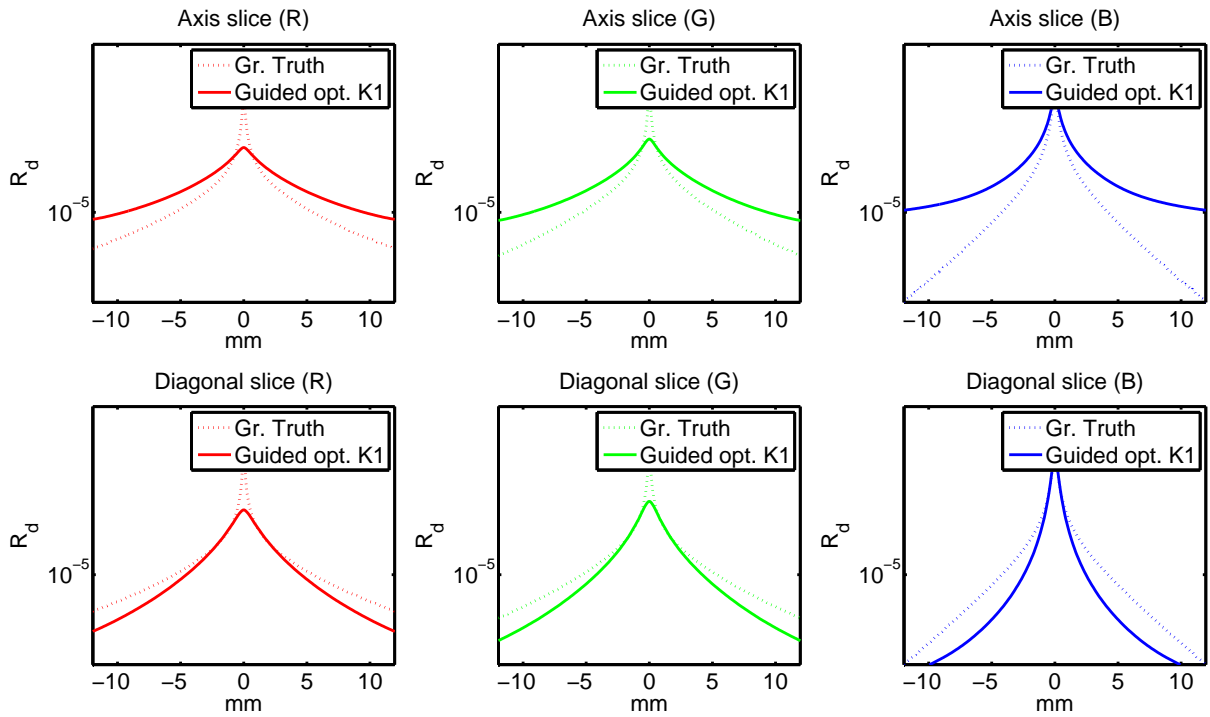 Axis slice (R)
Gr. Truth
Guided opt. K1
R_d
10^-5
−10 −5 0 5 10
mm
Axis slice (G)
Gr. Truth
Guided opt. K1
R_d
10^-5
−10 −5 0 5 10
mm
Axis slice (B)
Gr. Truth
Guided opt. K1
R_d
10^-5
−10 −5 0 5 10
mm
Diagonal slice (R)
Gr. Truth
Guided opt. K1
R_d
10^-5
−10 −5 0 5 10
mm
Diagonal slice (G)
Gr. Truth
Guided opt. K1
R_d
10^-5
−10 −5 0 5 10
mm
Diagonal slice (B)
Gr. Truth
Guided opt. K1
R_d
10^-5
−10 −5 0 5 10
mm